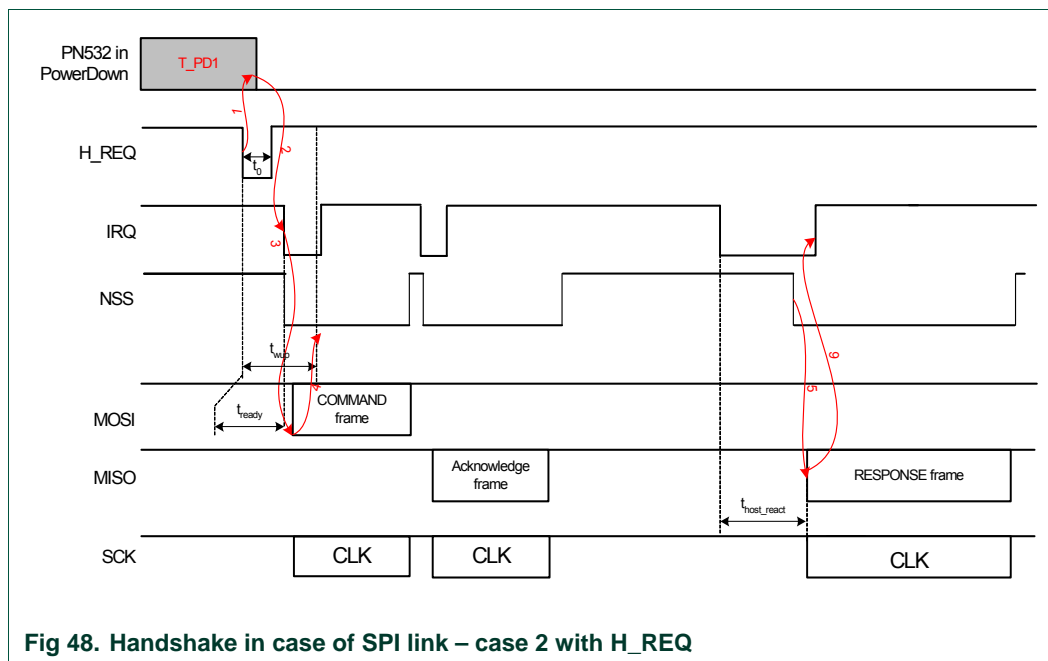 PN532 in
PowerDown
T_PD1
1
2
H_REQ
t0
IRQ
3
9
NSS
twup
4
5
COMMAND
frame
MOSI
tready
Acknowledge
frame
MISO
RESPONSE frame
thost_react
SCK
CLK
CLK
CLK
Fig 48. Handshake in case of SPI link – case 2 with H_REQ